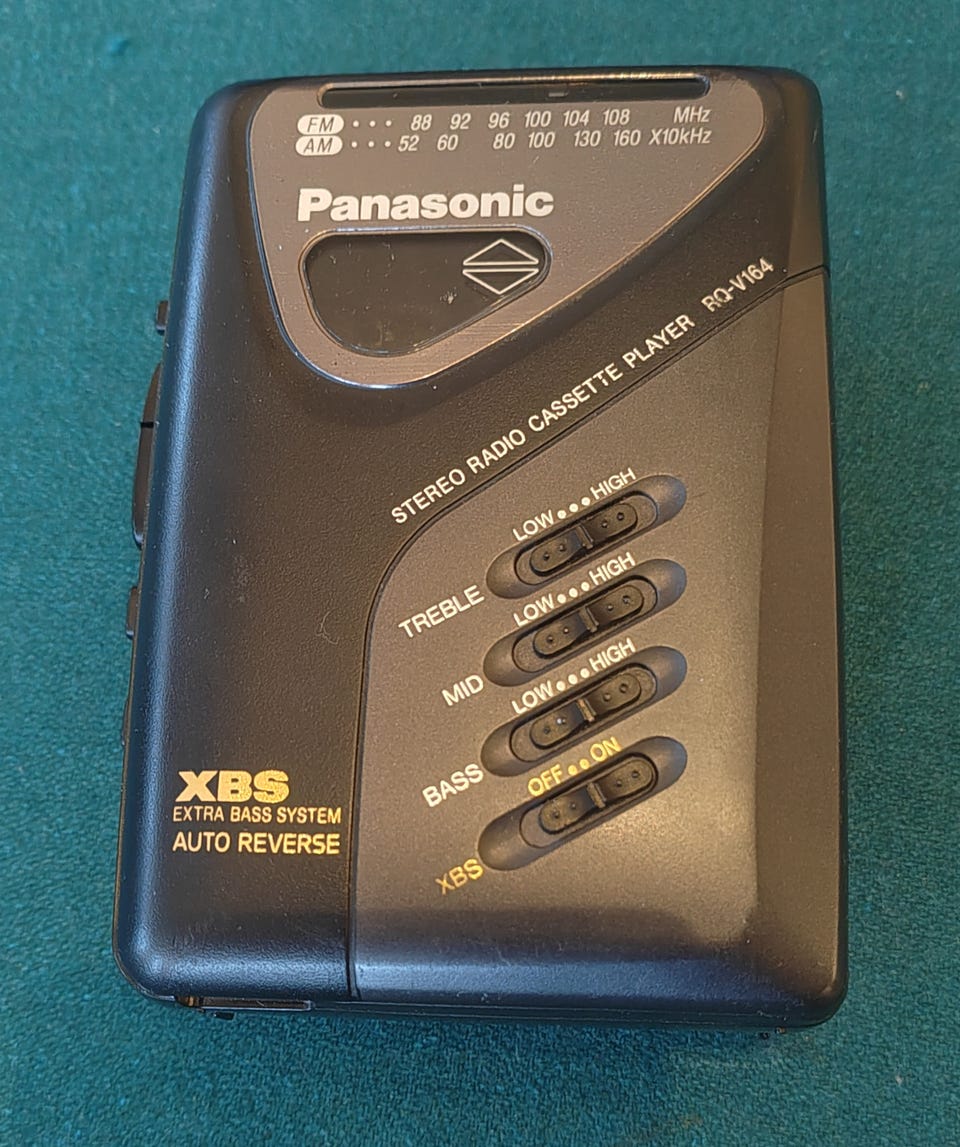 FM • • • 88 92 96 100 104 108 MHz
AM • • • 52 60 80 100 130 160 X10kHz
Panasonic
STEREO RADIO CASSETTE PLAYER RQ-V164
LOW • • • HIGH
TREBLE
LOW • • • HIGH
MID
LOW • • • HIGH
BASS
OFF • • ON
XBS
XBS
EXTRA BASS SYSTEM
AUTO REVERSE